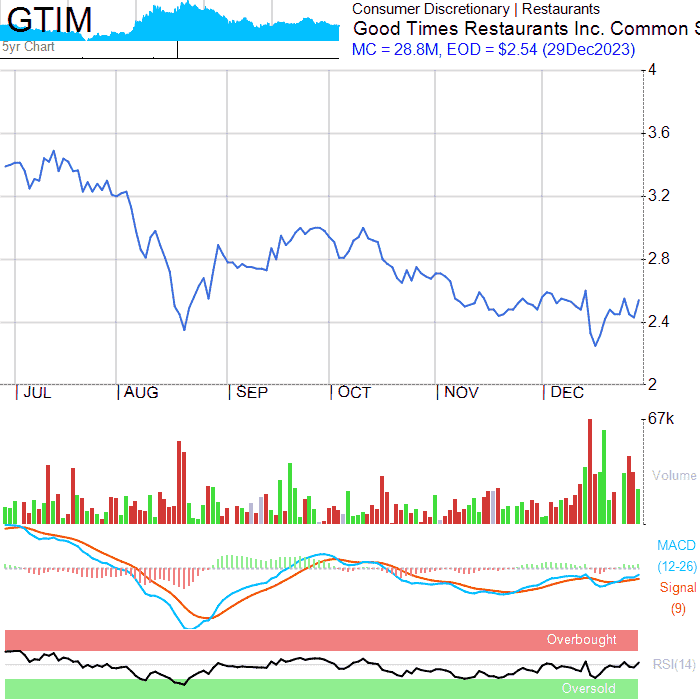 GTIM
5yr Chart
Consumer Discretionary | Restaurants
Good Times Restaurants Inc. Common S
MC = 28.8M, EOD = $2.54 (29Dec2023)
4
3.6
3.2
2.8
2.4
2
JUL AUG SEP OCT NOV DEC
67k
Volume
MACD
(12-26)
Signal
(9)
Overbought
RSI(14)
Oversold